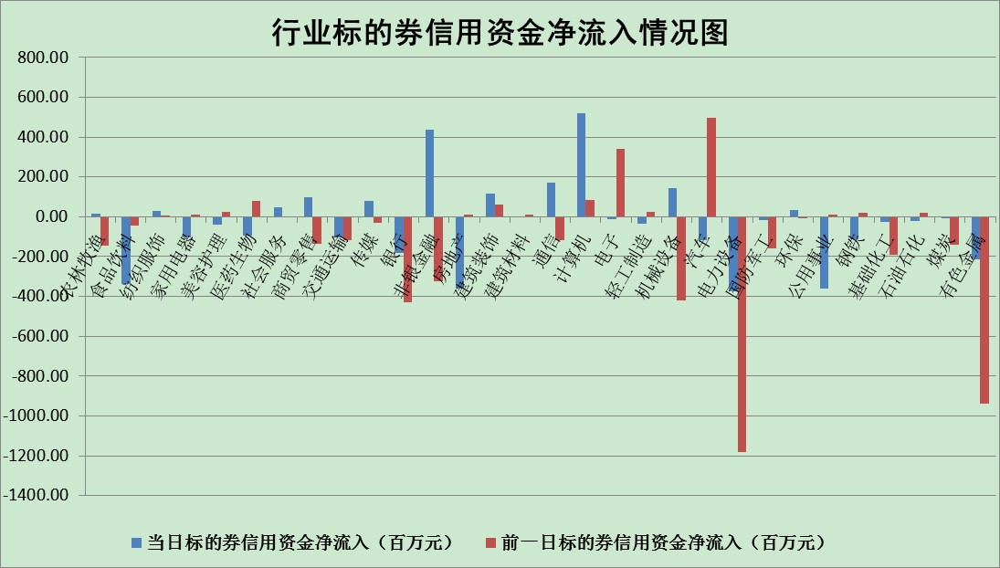 行业标的券信用资金净流入情况图
800.00
600.00
400.00
200.00
0.00
-200.00
-400.00
-600.00
-800.00
-1000.00
-1200.00
-1400.00
农林牧渔
食品饮料
纺织服饰
家用电器
美容护理
医药生物
社会服务
商贸零售
交通运输
传媒
银行
非银金融
房地产
建筑装饰
建筑材料
通信
计算机
电子
轻工制造
机械设备
汽车
电力设备
国防军工
环保
公用事业
钢铁
基础化工
石油石化
煤炭
有色金属
当日标的券信用资金净流入（百万元）
前一日标的券信用资金净流入（百万元）